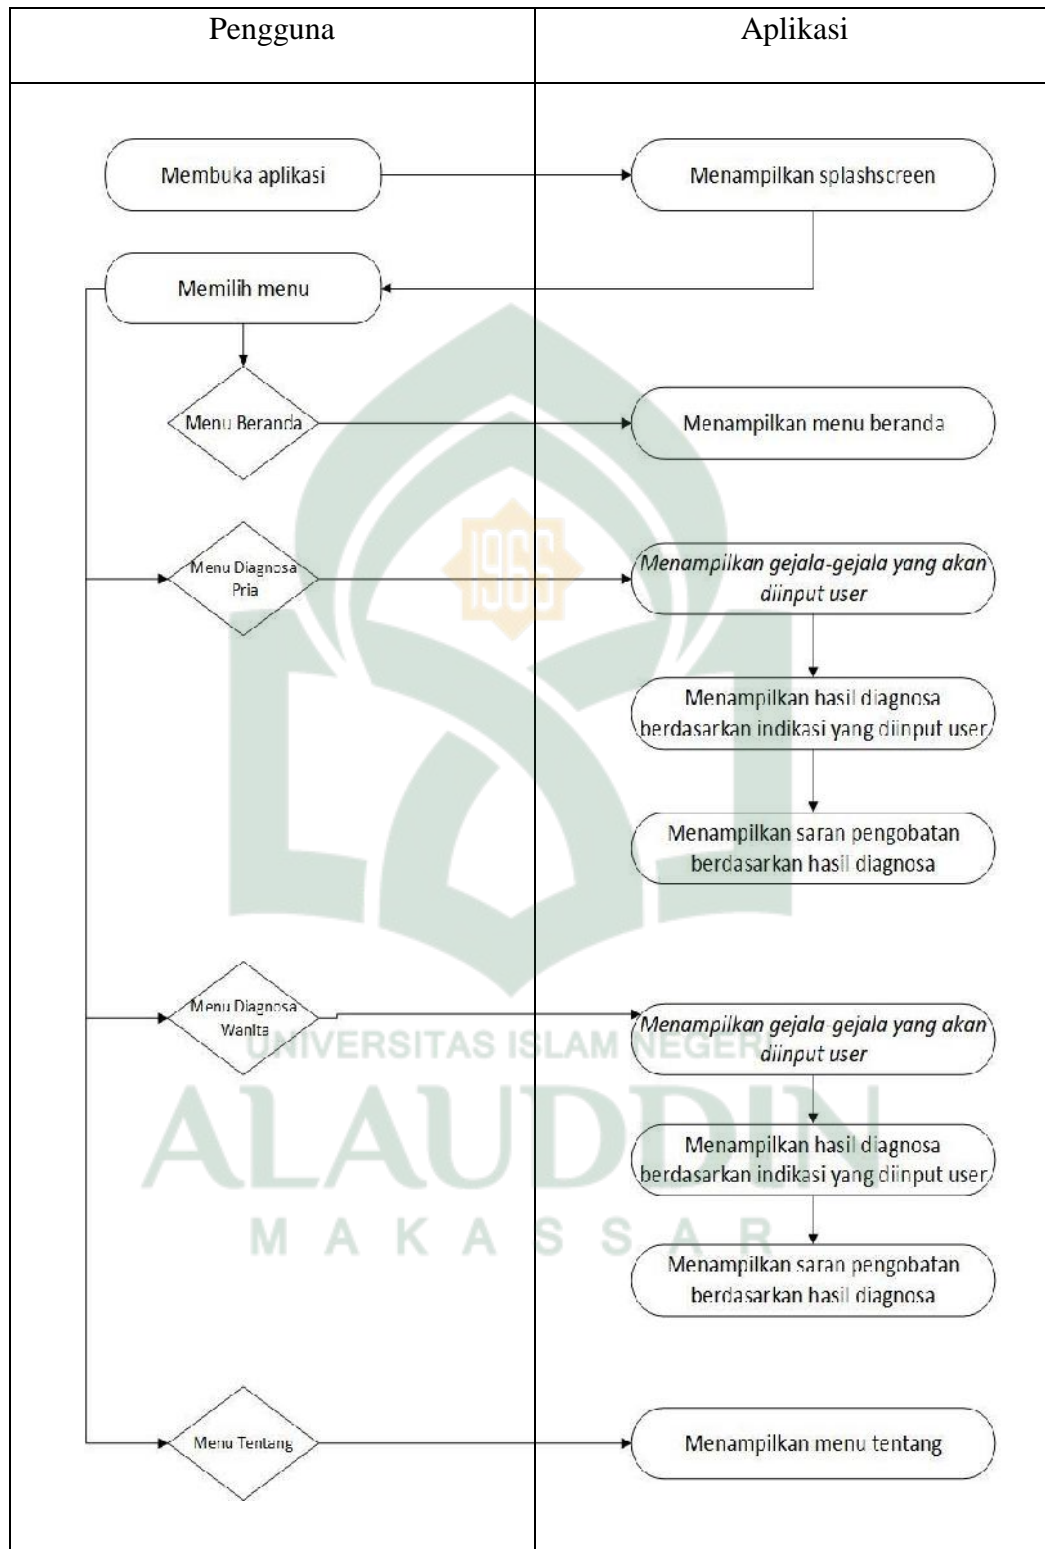 Pengguna
Aplikasi
Membuka aplikasi
Menampilkan splashscreen
Memilih menu
Menu Beranda
Menampilkan menu beranda
1965
Menu Diagnosa
Pria
Menampilkan gejala-gejala yang akan
diinput user
Menampilkan hasil diagnosa
berdasarkan indikasi yang diinput user
Menampilkan saran pengobatan
berdasarkan hasil diagnosa
Menu Diagnosa
Wanita
Menampilkan gejala-gejala yang akan
diinput user
UNIVERSITAS ISLAM NEGERI
ALAUDDIN
MAKASSAR
Menampilkan hasil diagnosa
berdasarkan indikasi yang diinput user
Menampilkan saran pengobatan
berdasarkan hasil diagnosa
Menu Tentang
Menampilkan menu tentang